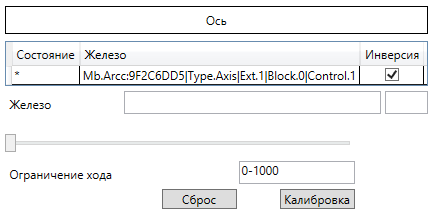 Ось
Состояние Железо Инверсия
* Mb.Arcc:9F2C6DD5|Type.Axis|Ext.1|Block.0|Control.1
Железо
Ограничение хода 0-1000
Сброс Калибровка